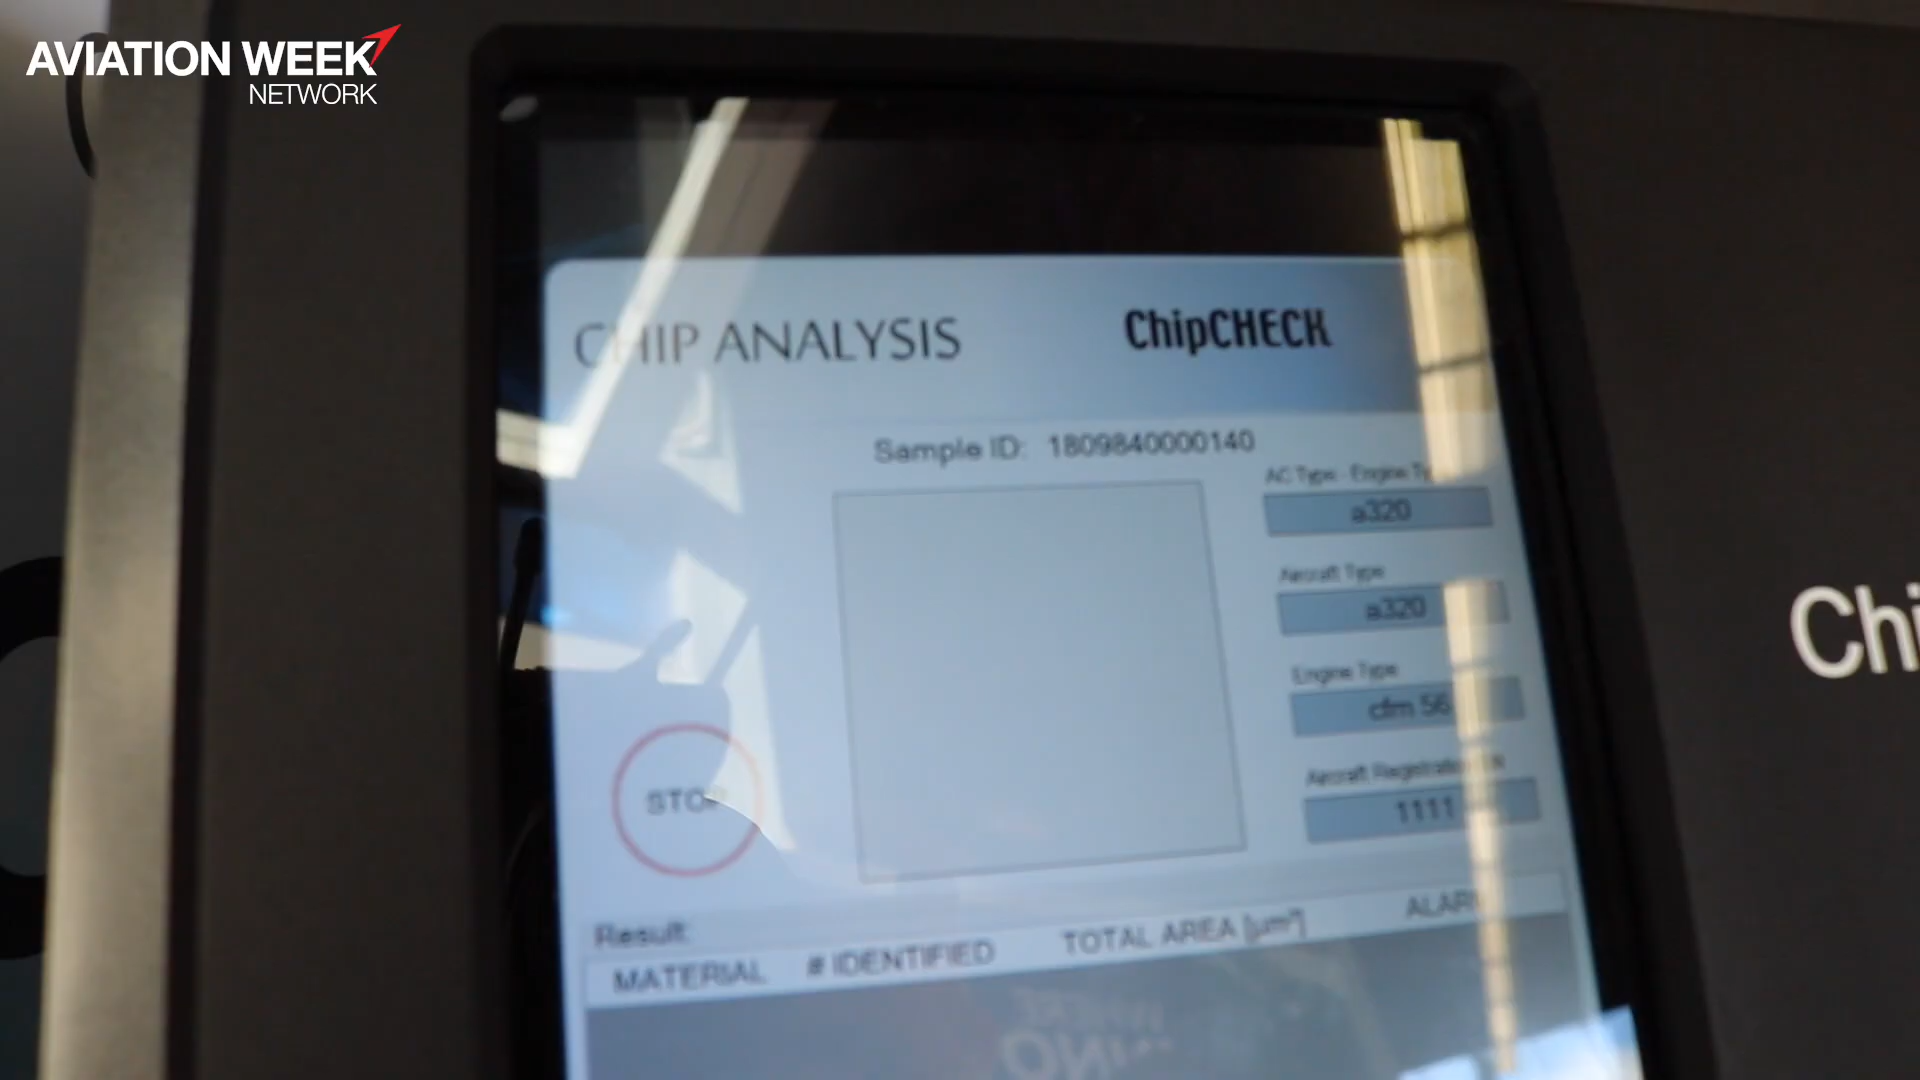 AVIATION WEEK
NETWORK
CHIP ANALYSIS
ChipCHECK
Sample ID: 1809840000140
AC Type - Engine Ty
a320
Aircraft Type
a320
Engine Type
cfm 56
Aircraft Registration
1111
STOP
Result:
MATERIAL # IDENTIFIED TOTAL AREA [µm²] ALARM
Chi